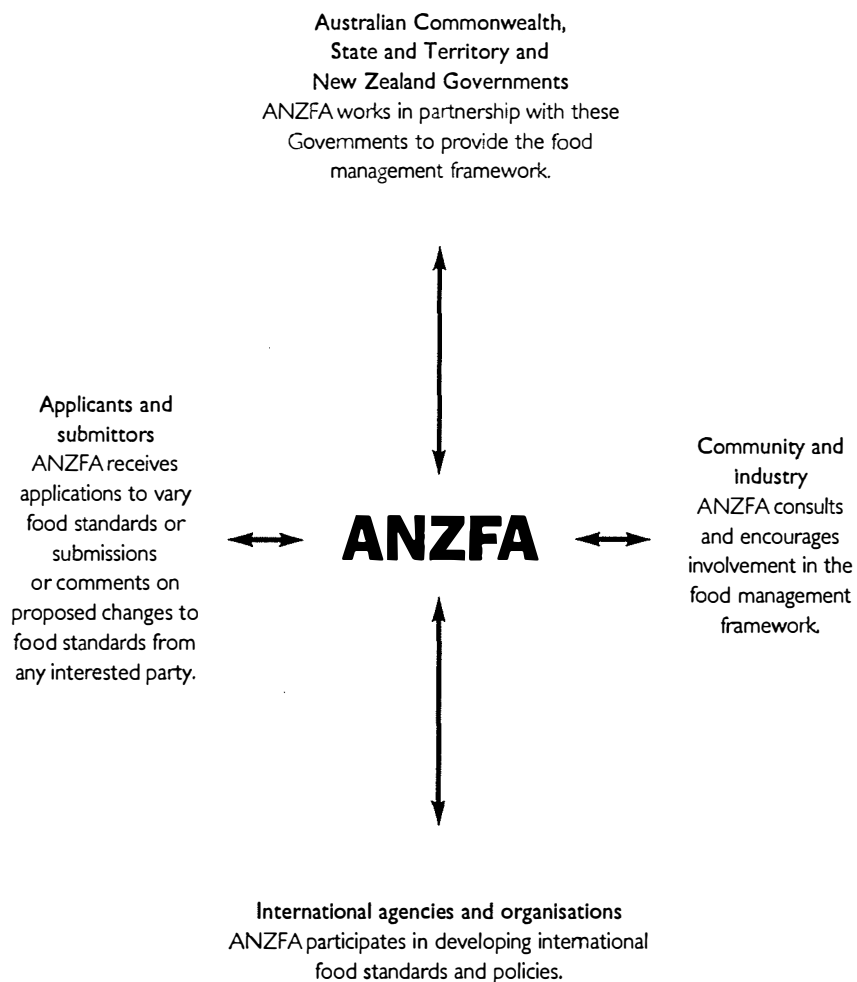 Australian Commonwealth,
State and Territory and
New Zealand Governments
ANZFA works in partnership with these
Governments to provide the food
management framework.
Applicants and
submittors
ANZFA receives
applications to vary
food standards or
submissions
or comments on
proposed changes to
food standards from
any interested party.
ANZFA
Community and
industry
ANZFA consults
and encourages
involvement in the
food management
framework.
International agencies and organisations
ANZFA participates in developing international
food standards and policies.